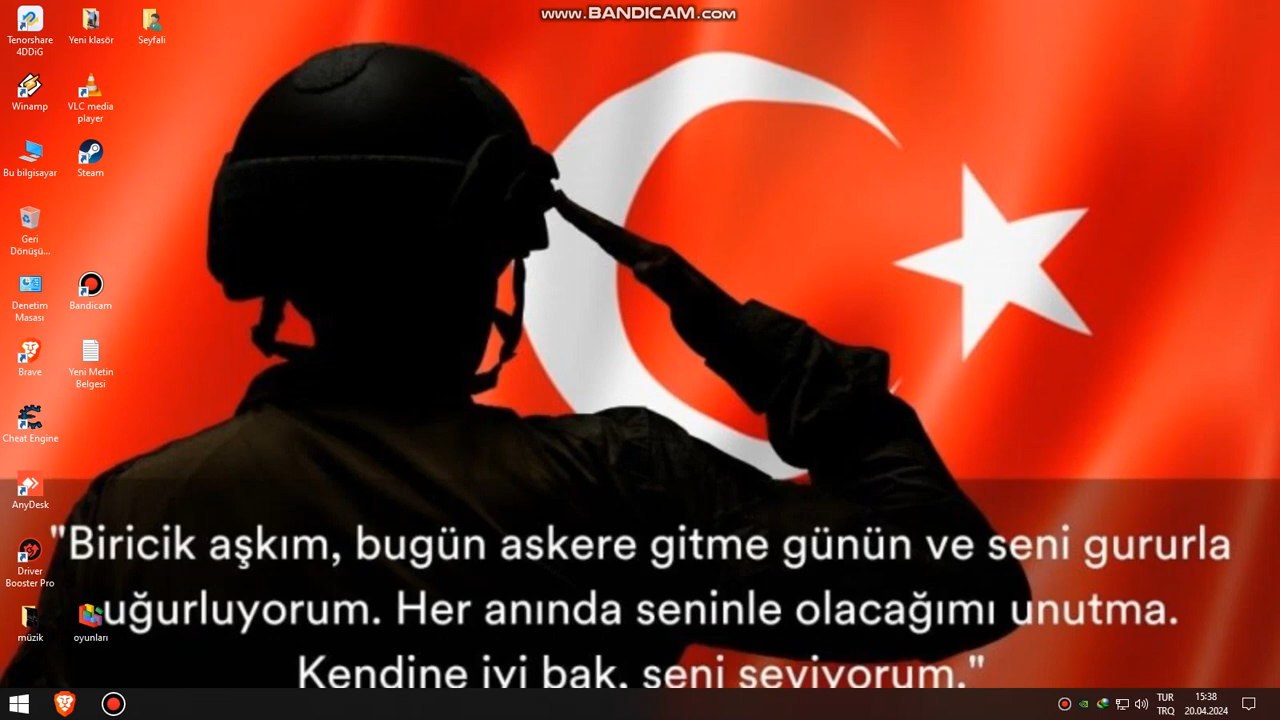 www.BANDICAM.com
Tenorshare
4DDiG
Yeni klasör
Seyfali
Winamp
VLC media
player
Bu bilgisayar
Steam
Geri
Dönüşü...
Denetim
Masası
Bandicam
Brave
Yeni Metin
Belgesi
Cheat Engine
AnyDesk
Driver
Booster Pro
müzik
oyunları
"Biricik aşkım, bugün askere gitme günün ve seni gururla
uğurluyorum. Her anında seninle olacağımı unutma.
Kendine iyi bak, seni seviyorum."
TUR
TRQ
15:38
20.04.2024